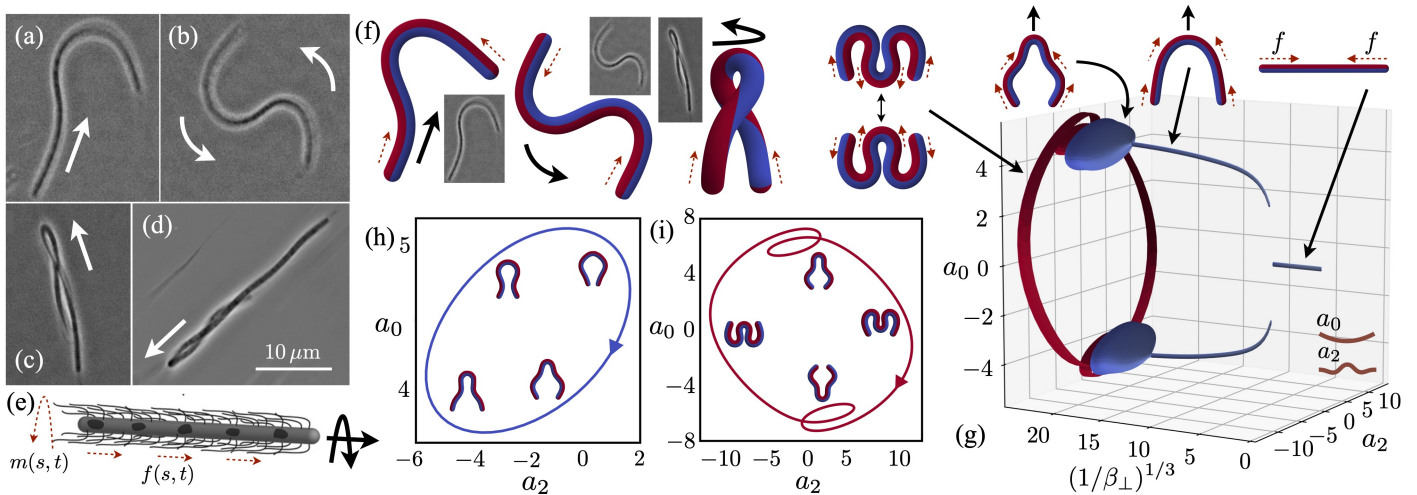 (a)
(b)
(c)
(d)
10 μm
(e)
m(s,t)
f(s,t)
(f)
f
f
(h)
5
a₀
4
−6
−4
−2
0
2
a₂
(i)
8
4
a₀ 0
−4
−8
−10
−5
0
5
10
a₂
4
2
a₀ 0
−2
−4
a₀
a₂
(g)
20
15
10
5
0
(1/β⊥)^{1/3}
−10
−5
0
5
10
a₂